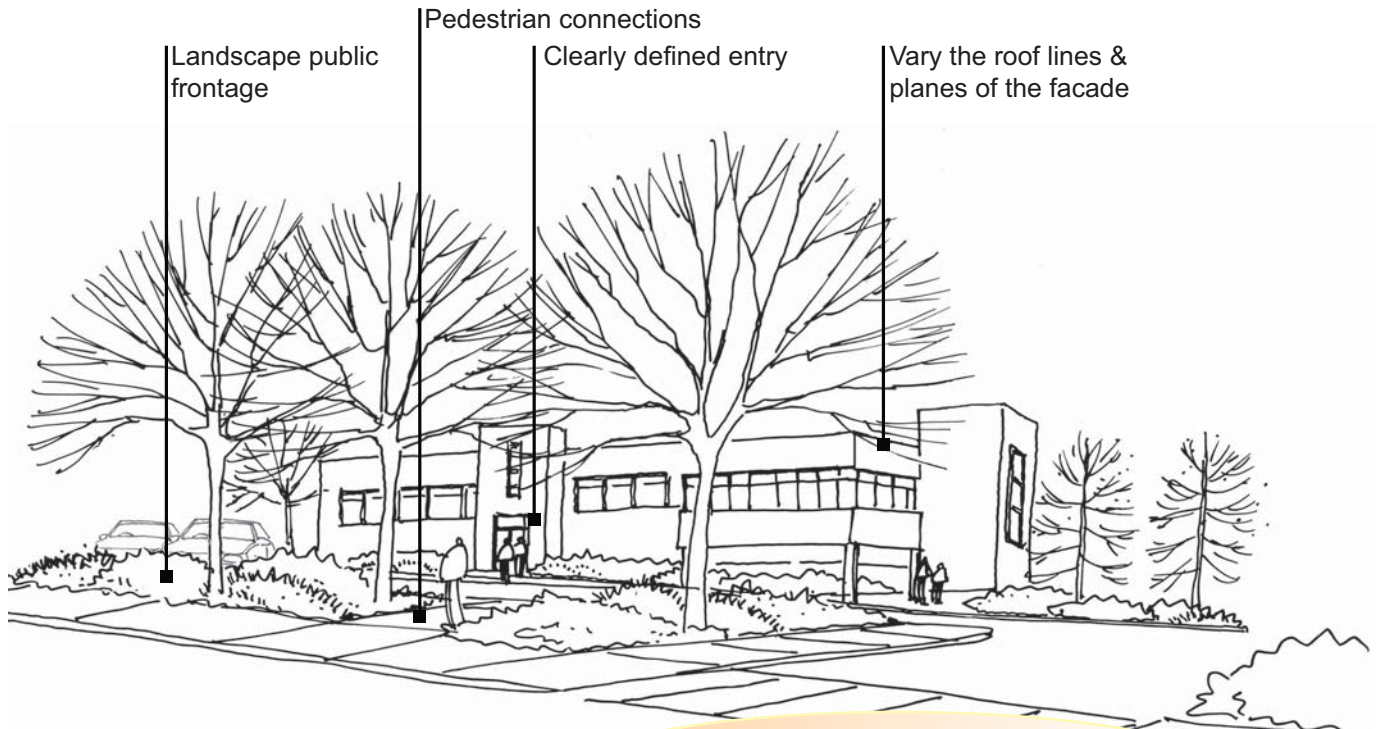 Pedestrian connections
Landscape public
frontage
Clearly defined entry
Vary the roof lines &
planes of the facade